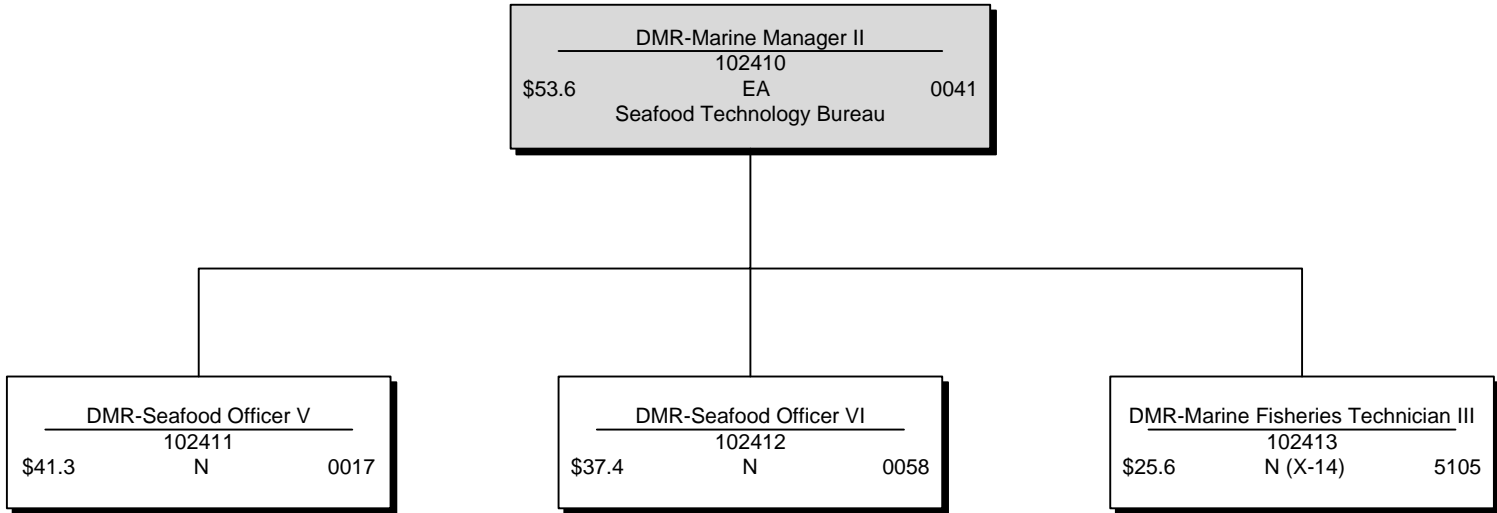 DMR-Marine Manager II
102410
$53.6 EA 0041
Seafood Technology Bureau
DMR-Seafood Officer V
102411
$41.3 N 0017
DMR-Seafood Officer VI
102412
$37.4 N 0058
DMR-Marine Fisheries Technician III
102413
$25.6 N (X-14) 5105